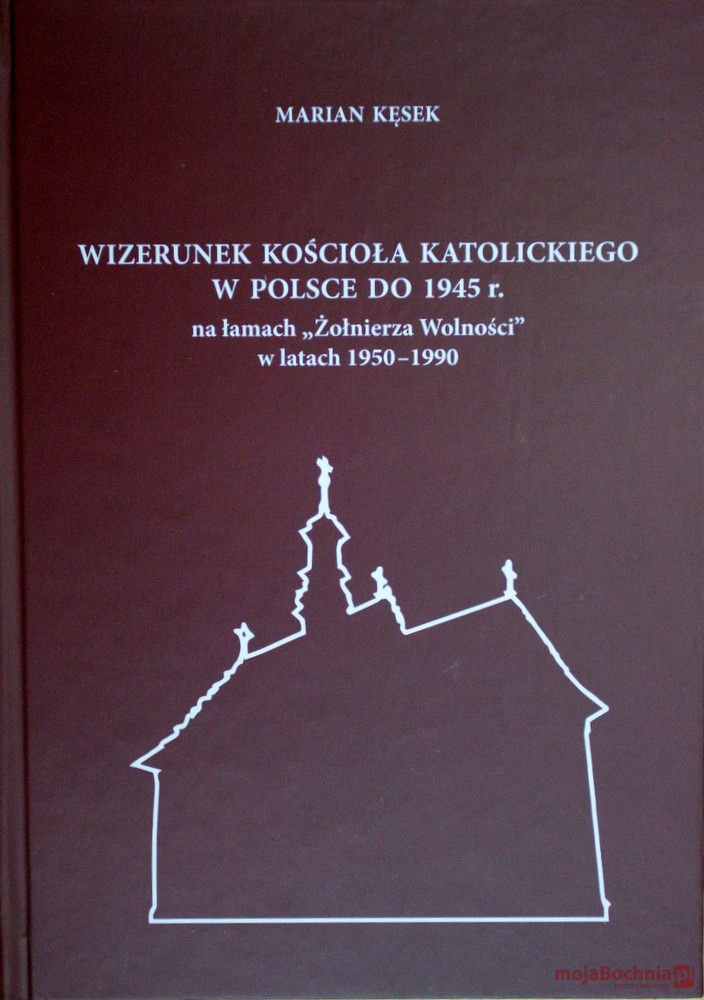 MARIAN KĘSEK
WIZERUNEK KOŚCIOŁA KATOLICKIEGO
W POLSCE DO 1945 r.
na łamach „Żołnierza Wolności”
w latach 1950–1990
mojaBochnia.pl